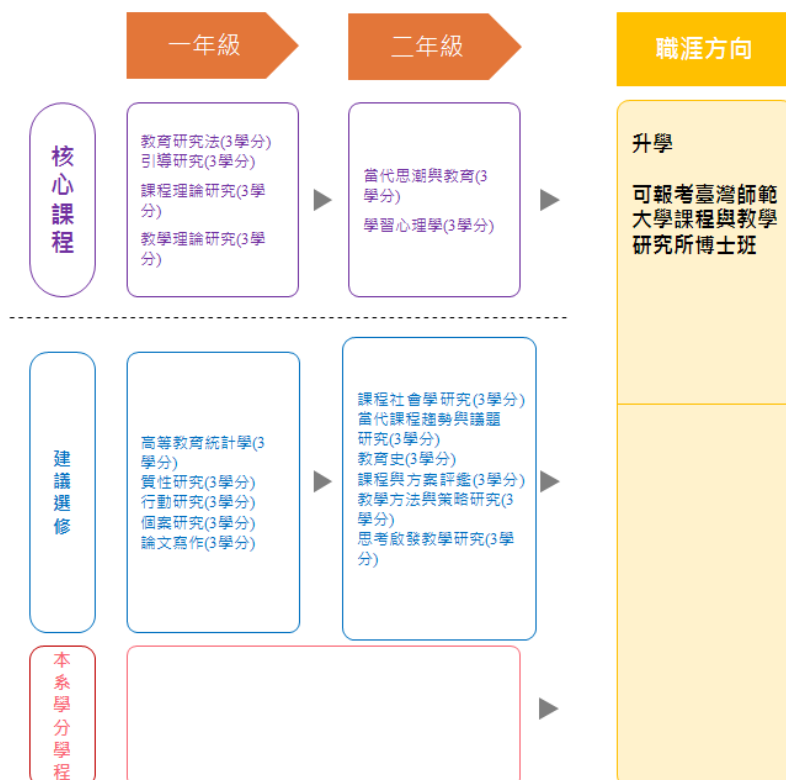 一年級
二年級
職涯方向
核
心
課
程
教育研究法(3學分)
引導研究(3學分)
課程理論研究(3學
分)
教學理論研究(3學
分)
當代思潮與教育(3
學分)
學習心理學(3學分)
升學
可報考臺灣師範
大學課程與教學
研究所博士班
建
議
選
修
高等教育統計學(3
學分)
質性研究(3學分)
行動研究(3學分)
個案研究(3學分)
論文寫作(3學分)
課程社會學研究(3學分)
當代課程趨勢與議題
研究(3學分)
教育史(3學分)
課程與方案評鑑(3學分)
教學方法與策略研究(3
學分)
思考啟發教學研究(3學
分)
本
系
學
分
學
程